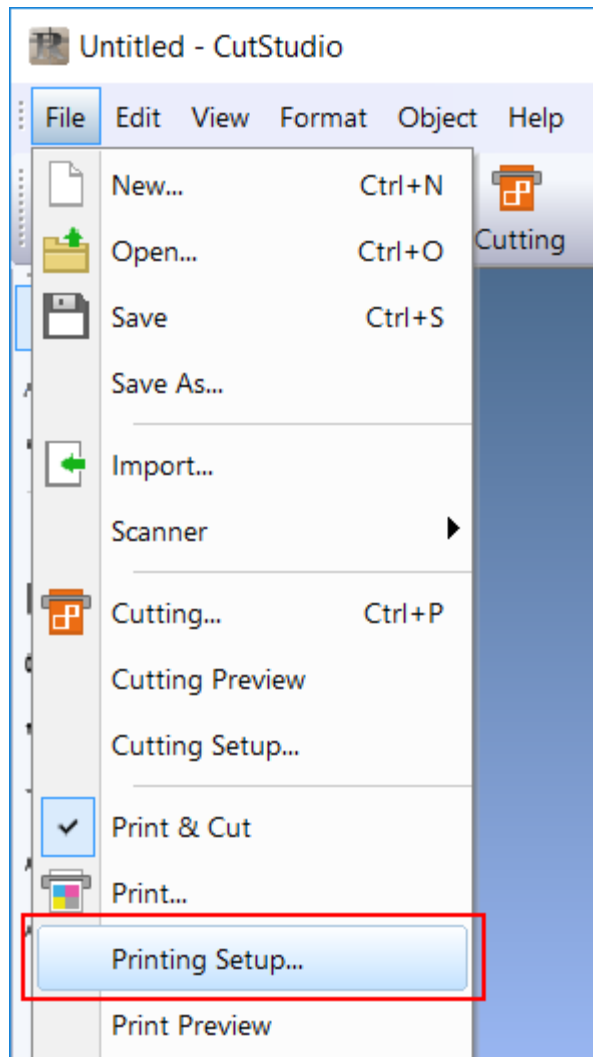 Untitled - CutStudio
File Edit View Format Object Help
New... Ctrl+N
Cutting
Open... Ctrl+O
Save Ctrl+S
Save As...
Import...
Scanner
Cutting... Ctrl+P
Cutting Preview
Cutting Setup...
Print & Cut
Print...
Printing Setup...
Print Preview